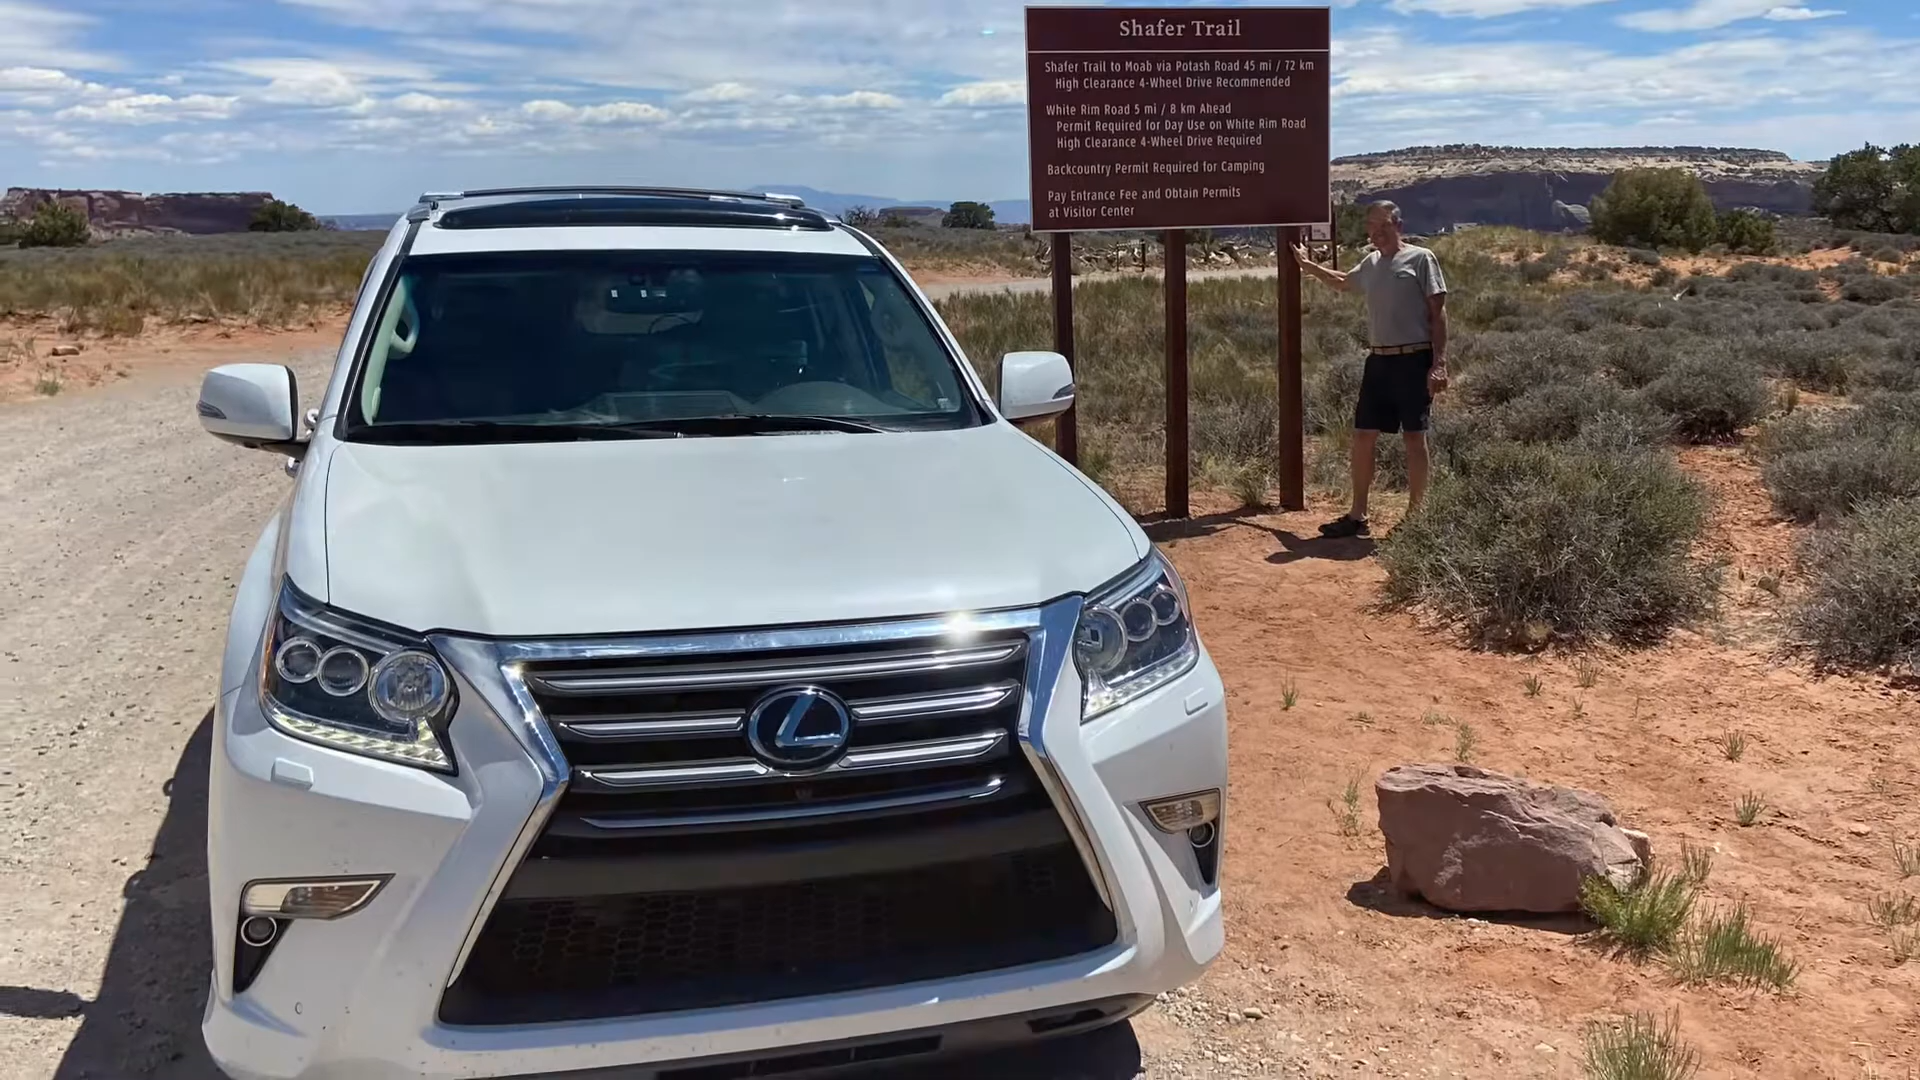 Shafer Trail
Shafer Trail to Moab via Potash Road 45 mi / 72 km
High Clearance 4-Wheel Drive Recommended
White Rim Road 5 mi / 8 km Ahead
Permit Required for Day Use on White Rim Road
High Clearance 4-Wheel Drive Required
Backcountry Permit Required for Camping
Pay Entrance Fee and Obtain Permits
at Visitor Center